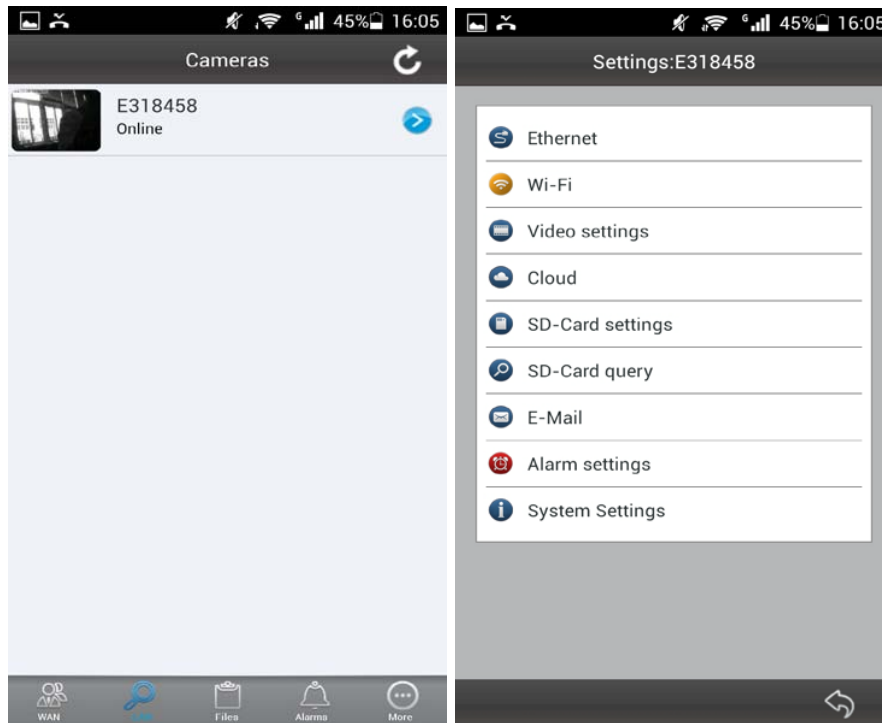 G 45% 16:05
Cameras
E318458
Online
WAN
Files
Alarms
More
G 45% 16:05
Settings:E318458
Ethernet
Wi-Fi
Video settings
Cloud
SD-Card settings
SD-Card query
E-Mail
Alarm settings
System Settings